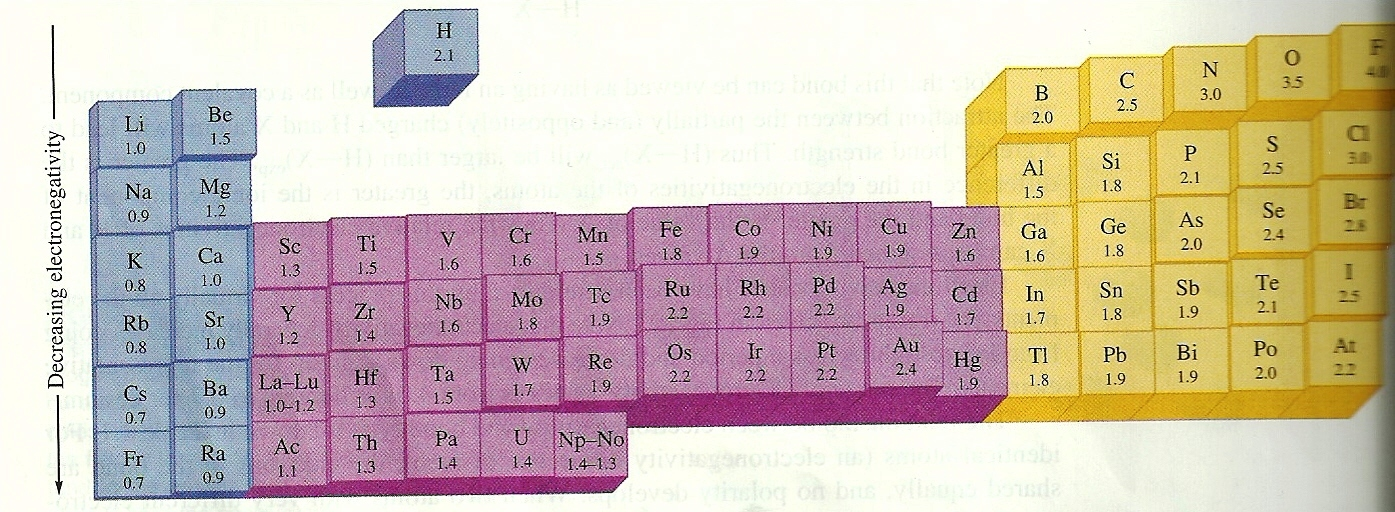 Decreasing electronegativity
H
2.1
Li
1.0
Be
1.5
B
2.0
C
2.5
N
3.0
O
3.5
F
4.0
Na
0.9
Mg
1.2
Al
1.5
Si
1.8
P
2.1
S
2.5
Cl
3.0
K
0.8
Ca
1.0
Sc
1.3
Ti
1.5
V
1.6
Cr
1.6
Mn
1.5
Fe
1.8
Co
1.9
Ni
1.9
Cu
1.9
Zn
1.6
Ga
1.6
Ge
1.8
As
2.0
Se
2.4
Br
2.8
Rb
0.8
Sr
1.0
Y
1.2
Zr
1.4
Nb
1.6
Mo
1.8
Tc
1.9
Ru
2.2
Rh
2.2
Pd
2.2
Ag
1.9
Cd
1.7
In
1.7
Sn
1.8
Sb
1.9
Te
2.1
I
2.5
Cs
0.7
Ba
0.9
La–Lu
1.0–1.2
Hf
1.3
Ta
1.5
W
1.7
Re
1.9
Os
2.2
Ir
2.2
Pt
2.2
Au
2.4
Hg
1.9
Tl
1.8
Pb
1.9
Bi
1.9
Po
2.0
At
2.2
Fr
0.7
Ra
0.9
Ac
1.1
Th
1.3
Pa
1.4
U
1.4
Np–No
1.4–1.3